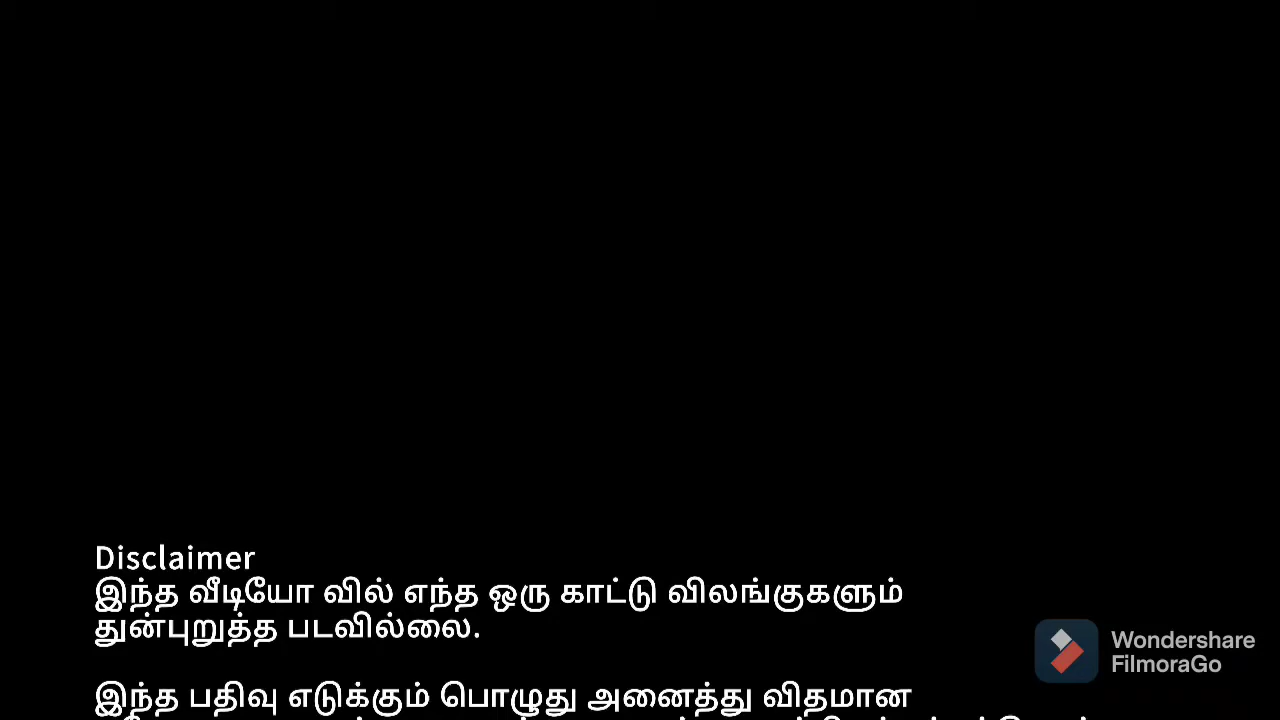 Disclaimer
இந்த வீடியோ வில் எந்த ஒரு காட்டு விலங்குகளும்
துன்புறுத்த படவில்லை.
இந்த பதிவு எடுக்கும் பொழுது அனைத்து விதமான
Wondershare
FilmoraGo